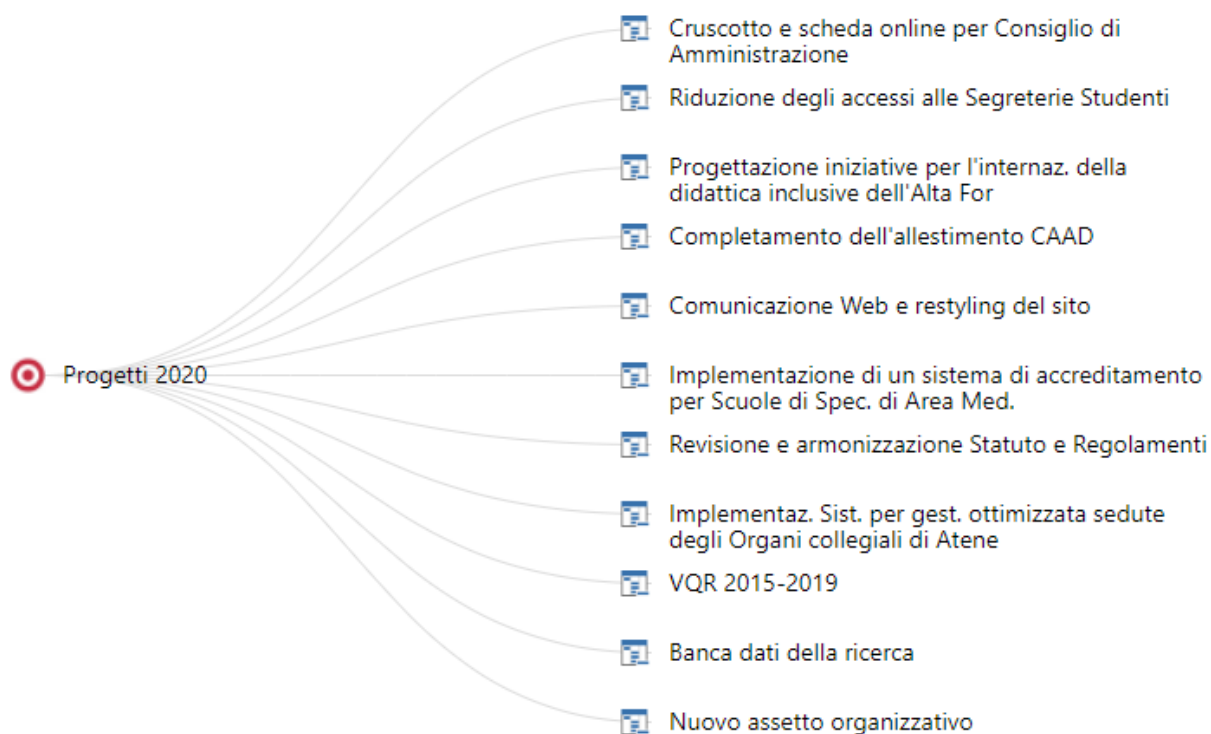 Cruscotto e scheda online per Consiglio di
Amministrazione
Riduzione degli accessi alle Segreterie Studenti
Progettazione iniziative per l'internaz. della
didattica inclusive dell'Alta For
Completamento dell'allestimento CAAD
Comunicazione Web e restyling del sito
Progetti 2020
Implementazione di un sistema di accreditamento
per Scuole di Spec. di Area Med.
Revisione e armonizzazione Statuto e Regolamenti
Implementaz. Sist. per gest. ottimizzata sedute
degli Organi collegiali di Atene
VQR 2015-2019
Banca dati della ricerca
Nuovo assetto organizzativo